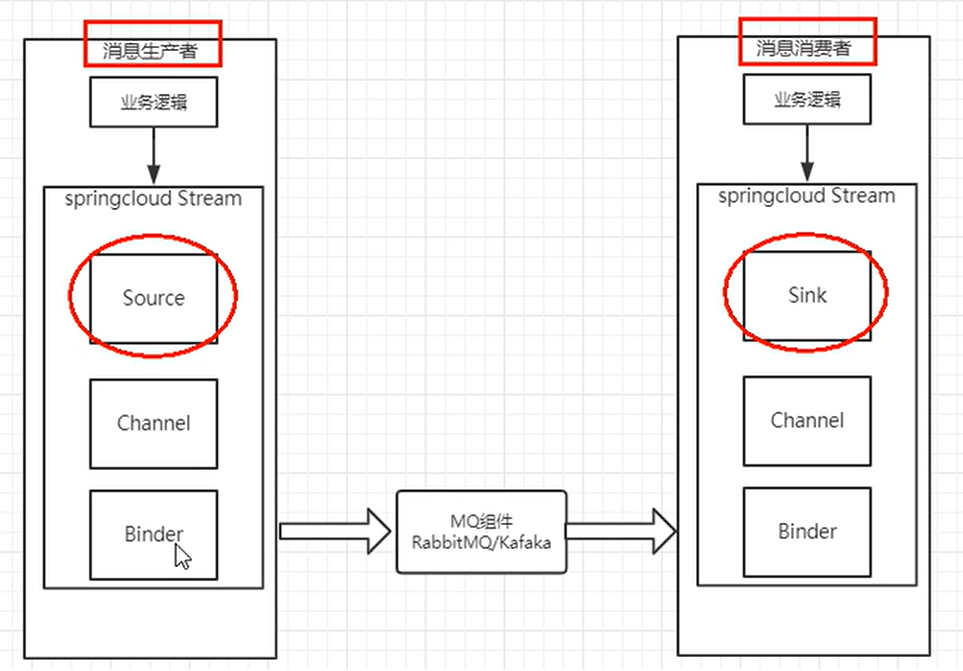 消息生产者
业务逻辑
springcloud Stream
Source
Channel
Binder
MQ组件
RabbitMQ/Kafaka
消息消费者
业务逻辑
springcloud Stream
Sink
Channel
Binder